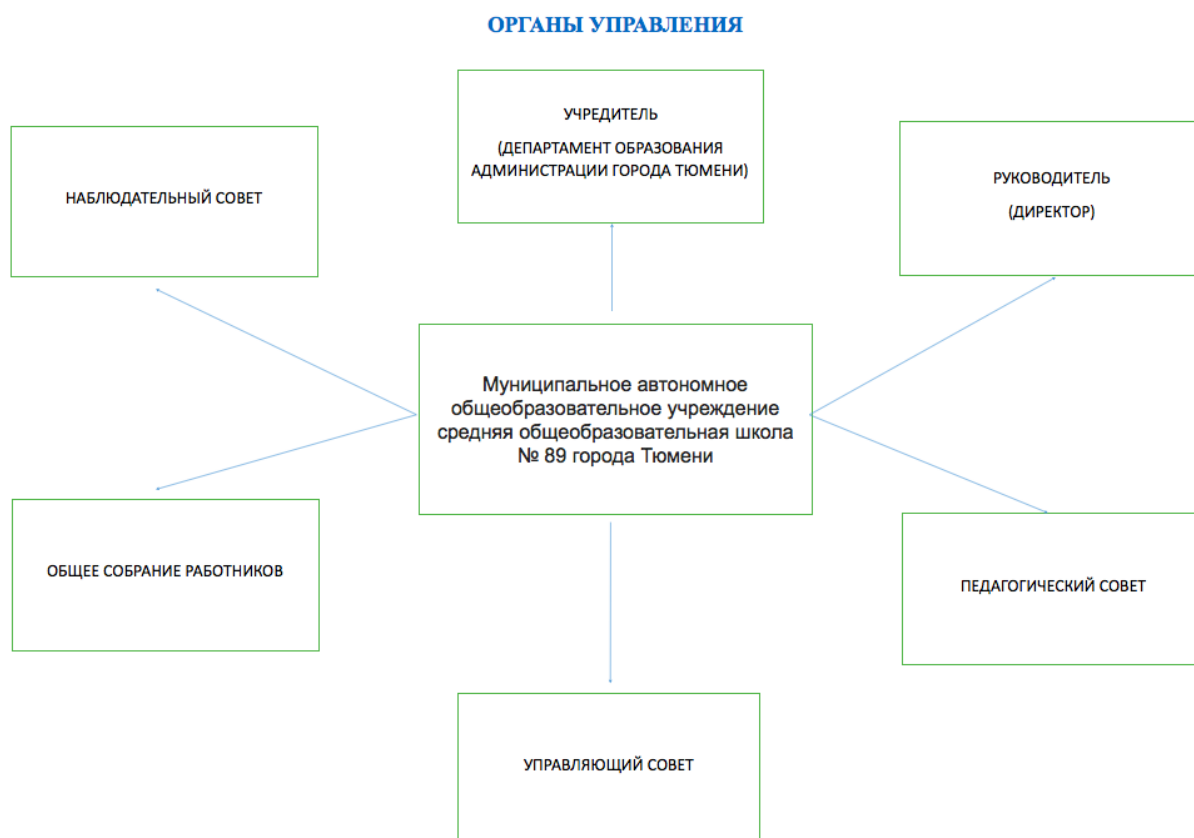 ОРГАНЫ УПРАВЛЕНИЯ
УЧРЕДИТЕЛЬ
(ДЕПАРТАМЕНТ ОБРАЗОВАНИЯ
АДМИНИСТРАЦИИ ГОРОДА ТЮМЕНИ)
НАБЛЮДАТЕЛЬНЫЙ СОВЕТ
РУКОВОДИТЕЛЬ
(ДИРЕКТОР)
Муниципальное автономное
общеобразовательное учреждение
средняя общеобразовательная школа
№ 89 города Тюмени
ОБЩЕЕ СОБРАНИЕ РАБОТНИКОВ
ПЕДАГОГИЧЕСКИЙ СОВЕТ
УПРАВЛЯЮЩИЙ СОВЕТ